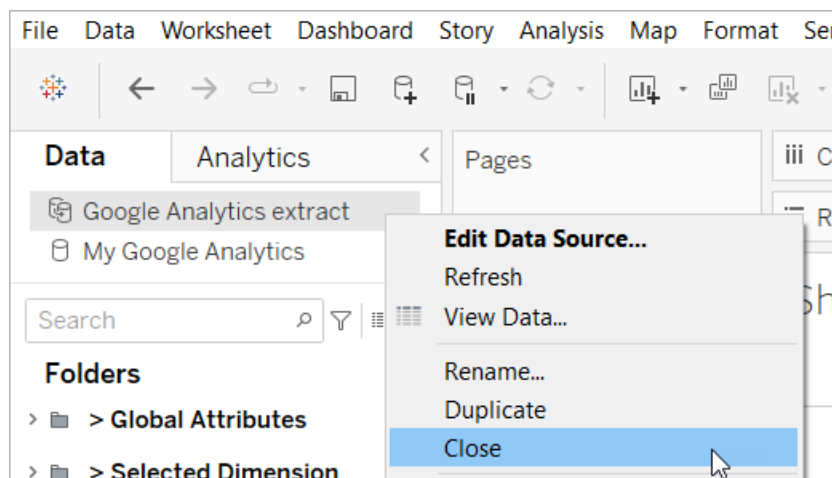 File Data Worksheet Dashboard Story Analysis Map Format
Data Analytics
Pages
Google Analytics extract
My Google Analytics
Edit Data Source...
Refresh
View Data...
Search
Folders
Rename...
> Global Attributes
Duplicate
Close
> Selected Dimension